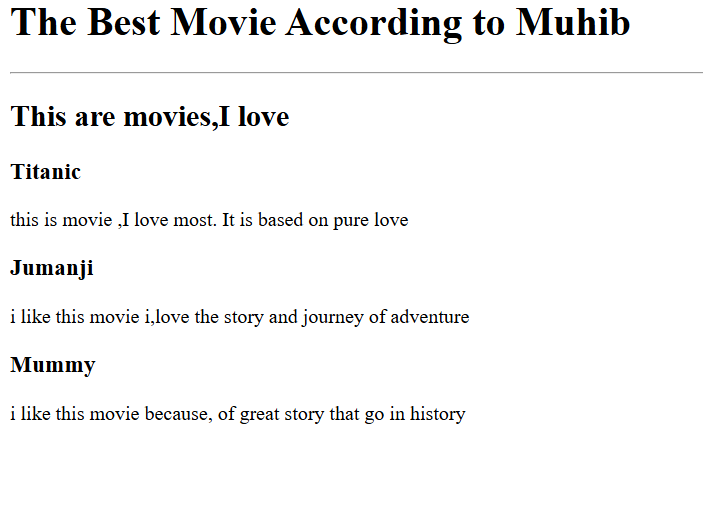 The Best Movie According to Muhib
This are movies,I love
Titanic
this is movie ,I love most. It is based on pure love
Jumanji
i like this movie i,love the story and journey of adventure
Mummy
i like this movie because, of great story that go in history